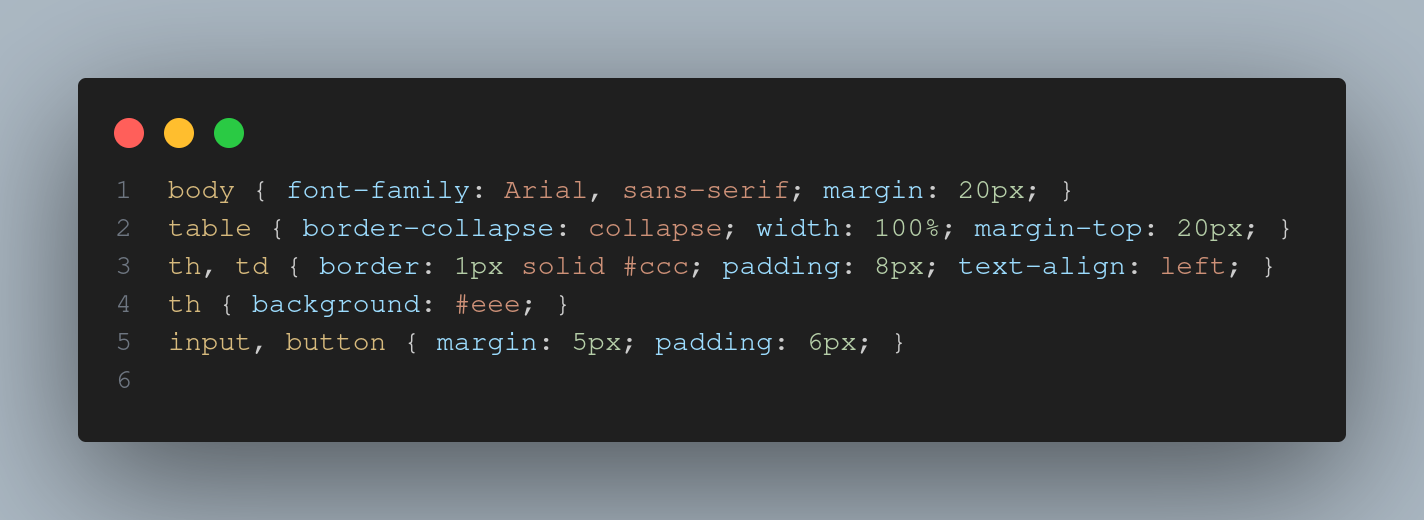 1 body { font-family: Arial, sans-serif; margin: 20px; }
2 table { border-collapse: collapse; width: 100%; margin-top: 20px; }
3 th, td { border: 1px solid #ccc; padding: 8px; text-align: left; }
4 th { background: #eee; }
5 input, button { margin: 5px; padding: 6px; }
6